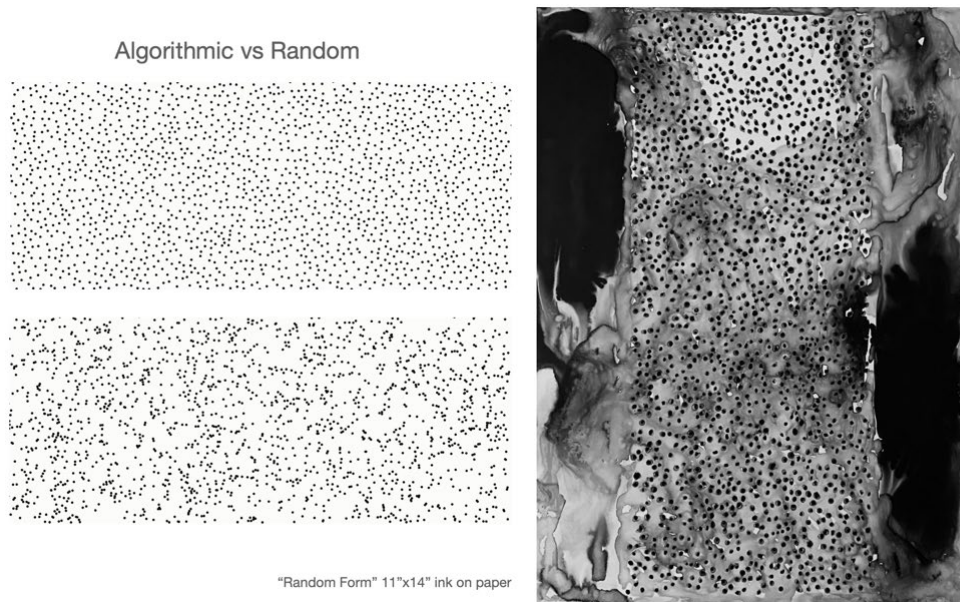 Algorithmic vs Random
“Random Form” 11”x14” ink on paper